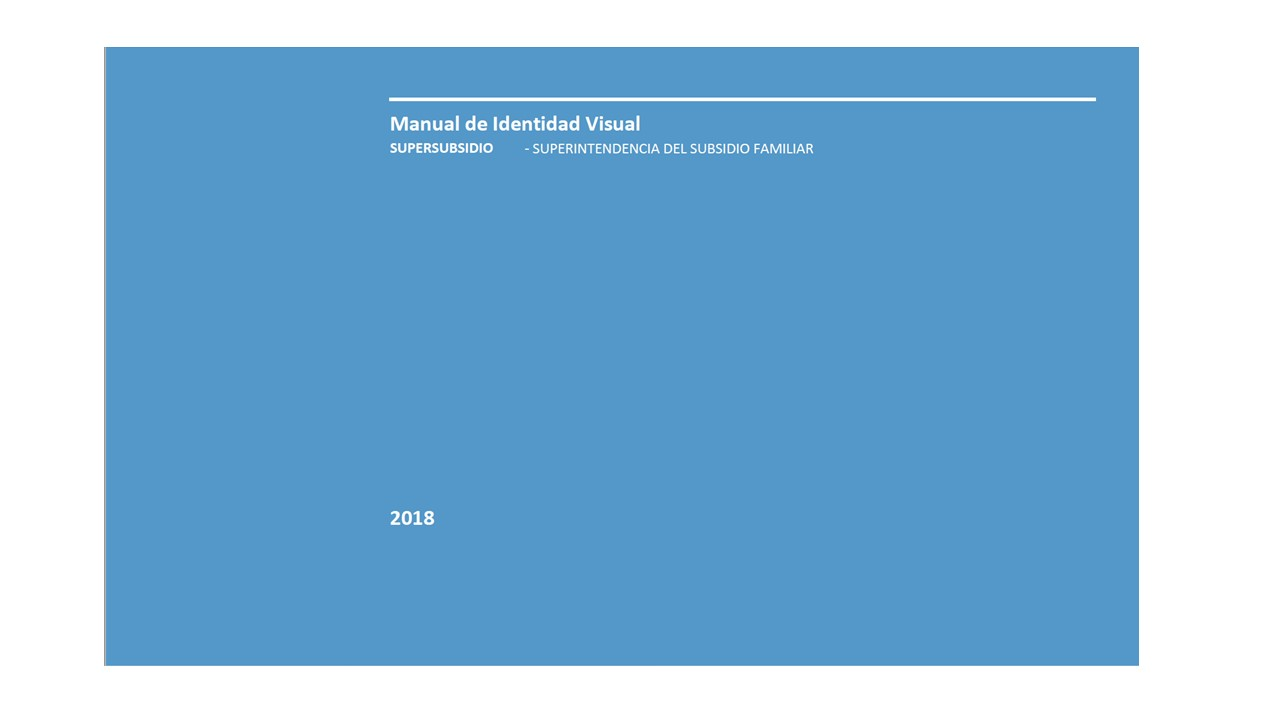 Manual de Identidad Visual
SUPERSUBSIDIO - SUPERINTENDENCIA DEL SUBSIDIO FAMILIAR
2018